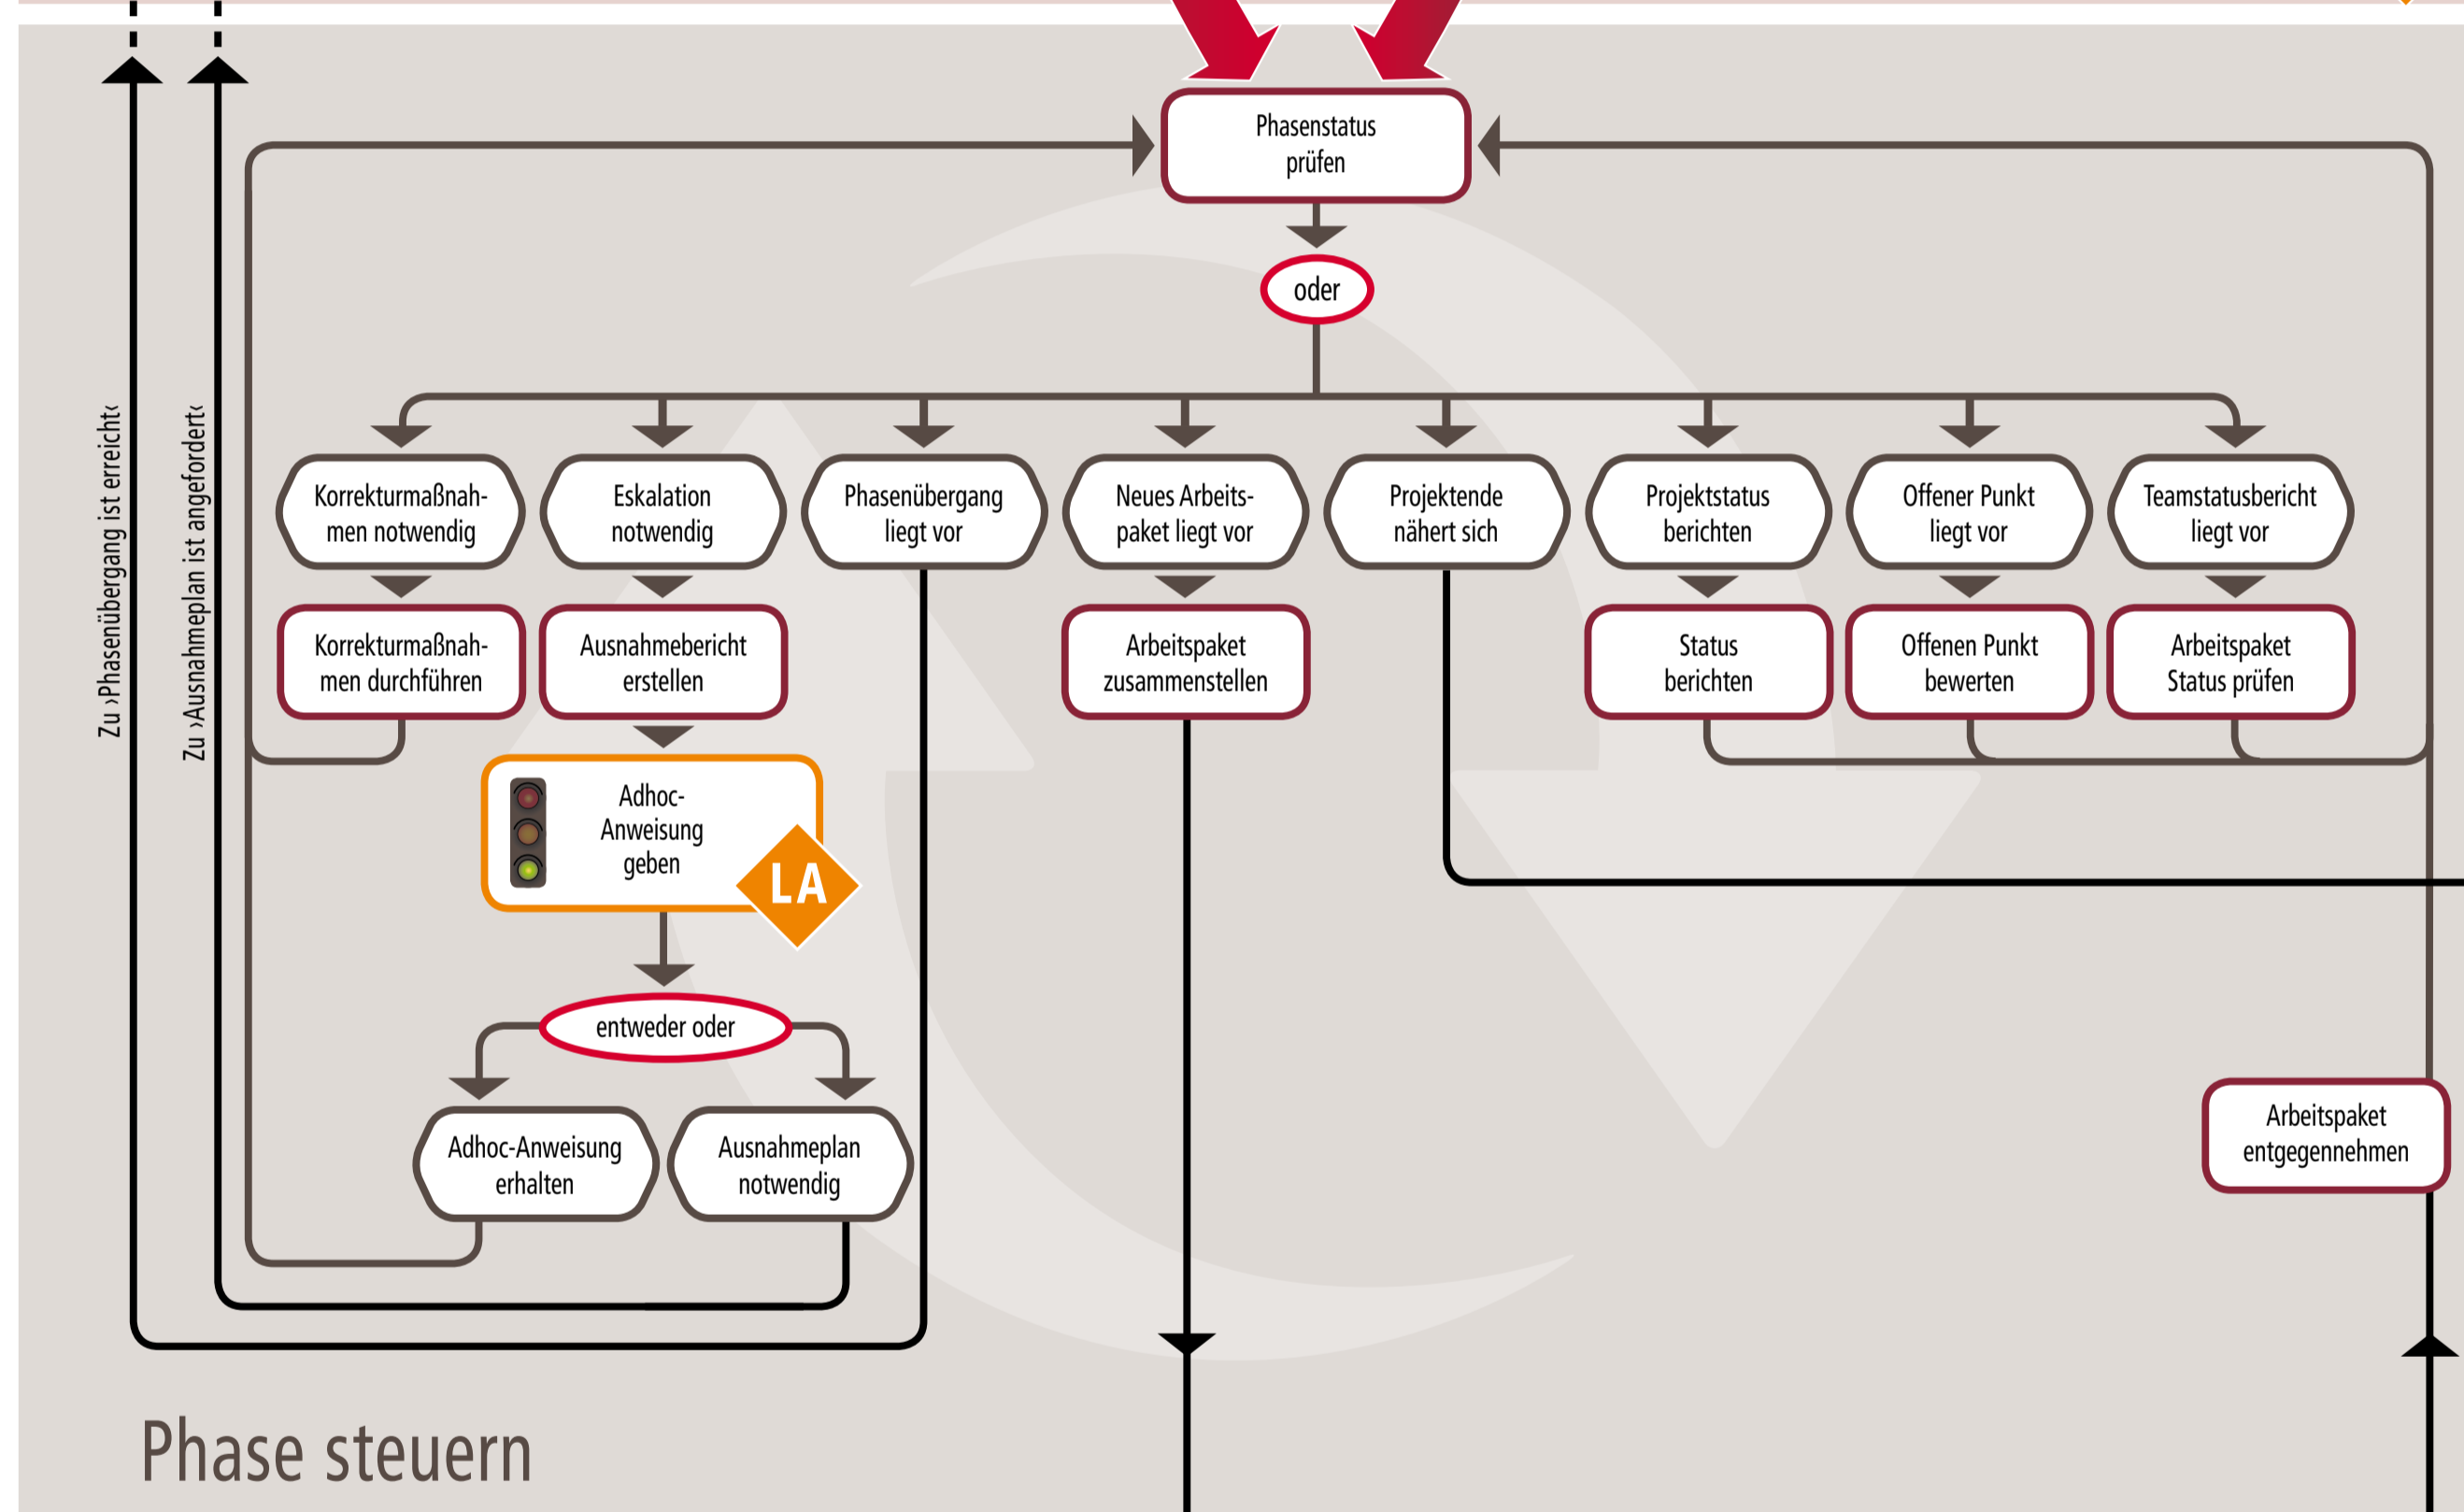 Phasenstatus
prüfen
oder
Zu ›Phasenübergang ist erreicht‹
Zu ›Ausnahmeplan ist angefordert‹
Korrekturmaßnah-
men notwendig
Eskalation
notwendig
Phasenübergang
liegt vor
Neues Arbeits-
paket liegt vor
Projektende
nähert sich
Projektstatus
berichten
Offener Punkt
liegt vor
Teamstatusbericht
liegt vor
Korrekturmaßnah-
men durchführen
Ausnahmebericht
erstellen
Arbeitspaket
zusammenstellen
Status
berichten
Offenen Punkt
bewerten
Arbeitspaket
Status prüfen
Adhoc-
Anweisung
geben
LA
entweder oder
Adhoc-Anweisung
erhalten
Ausnahmeplan
notwendig
Arbeitspaket
entgegennehmen
Phase steuern